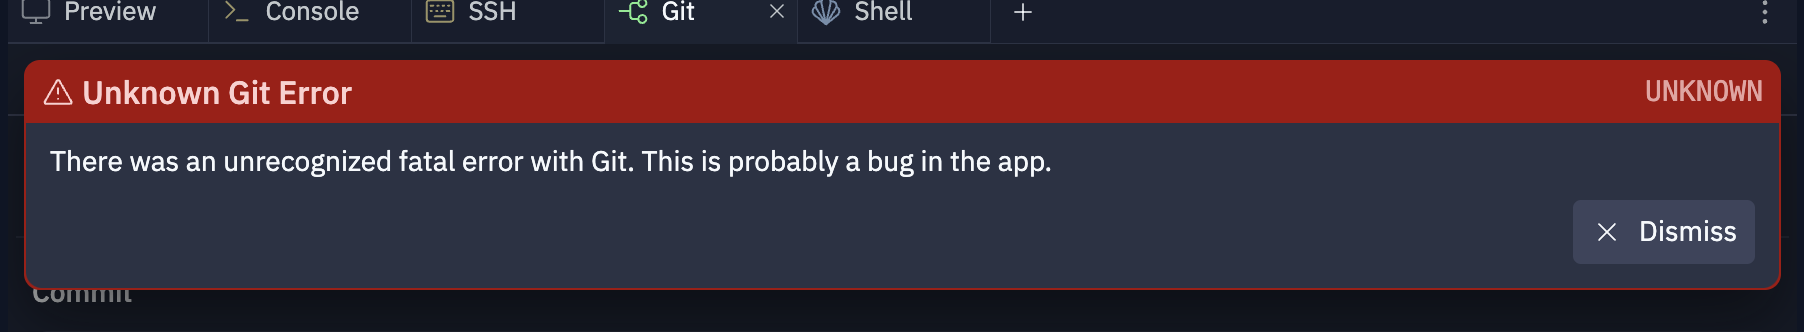 Preview
Console
SSH
Git
Shell
Unknown Git Error
UNKNOWN
There was an unrecognized fatal error with Git. This is probably a bug in the app.
Dismiss
Commit